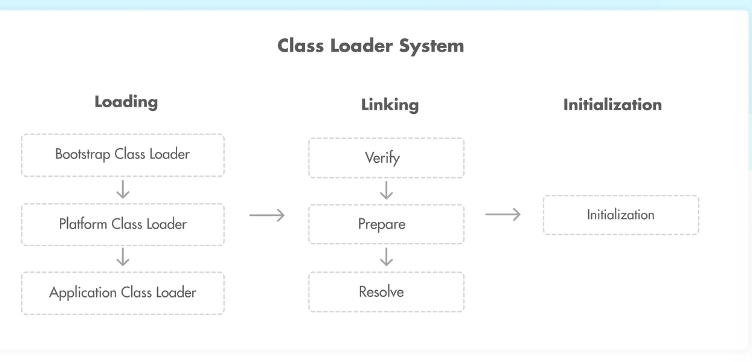 Class Loader System
Loading
Bootstrap Class Loader
Platform Class Loader
Application Class Loader
Linking
Verify
Prepare
Resolve
Initialization
Initialization